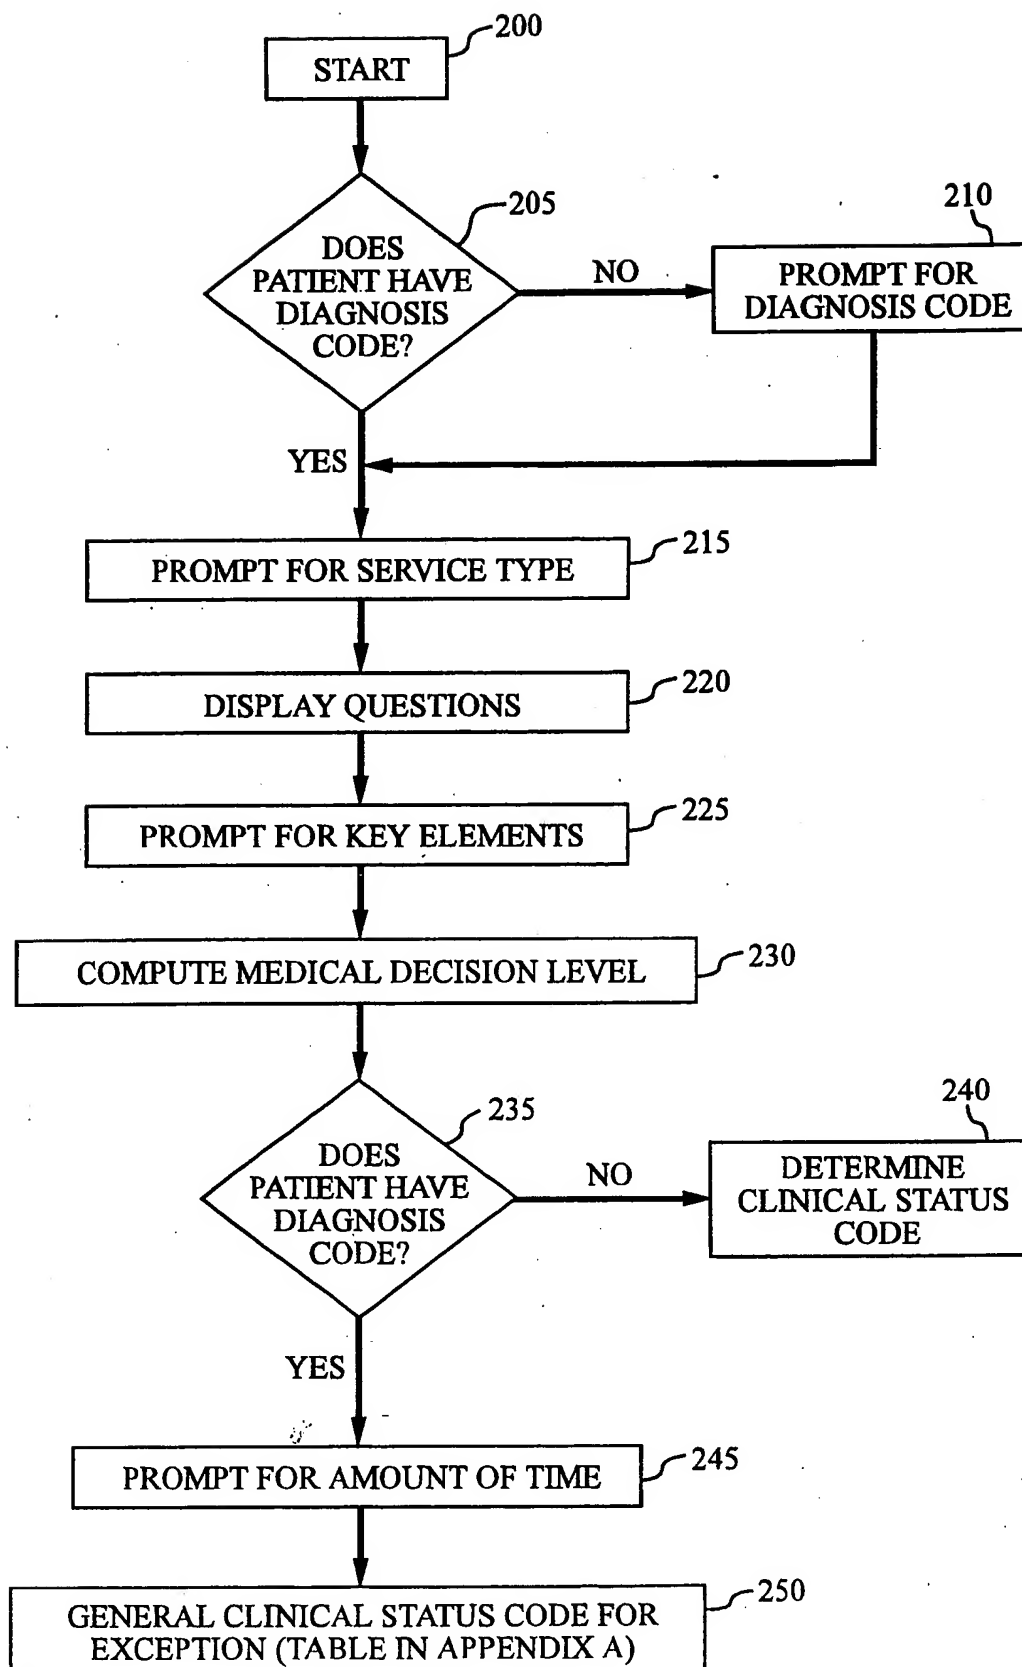 200
START
205
DOES
PATIENT HAVE
DIAGNOSIS
CODE?
NO
210
PROMPT FOR
DIAGNOSIS CODE
YES
215
PROMPT FOR SERVICE TYPE
220
DISPLAY QUESTIONS
225
PROMPT FOR KEY ELEMENTS
230
COMPUTE MEDICAL DECISION LEVEL
235
DOES
PATIENT HAVE
DIAGNOSIS
CODE?
NO
240
DETERMINE
CLINICAL STATUS
CODE
YES
245
PROMPT FOR AMOUNT OF TIME
250
GENERAL CLINICAL STATUS CODE FOR
EXCEPTION (TABLE IN APPENDIX A)